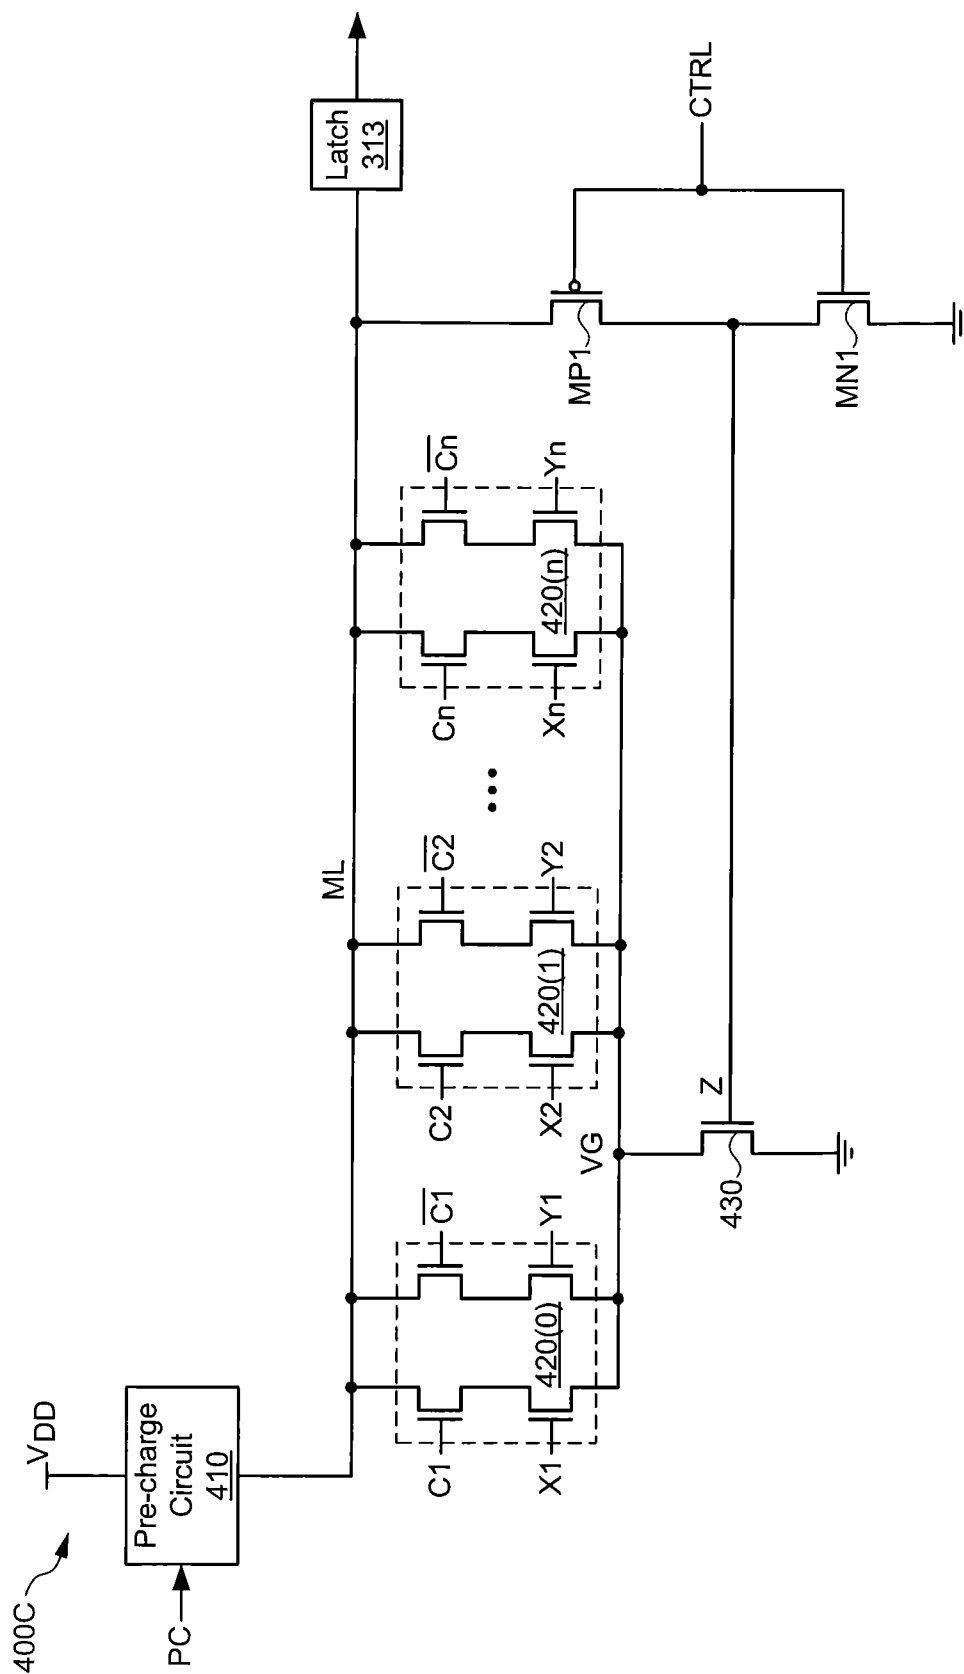 400C
VDD
PC
Pre-charge
Circuit
410
ML
Latch
313
C1
C1
C2
C2
Cn
Cn
X1
420(0)
Y1
X2
420(1)
Y2
Xn
420(n)
Yn
VG
430
Z
MP1
MN1
CTRL